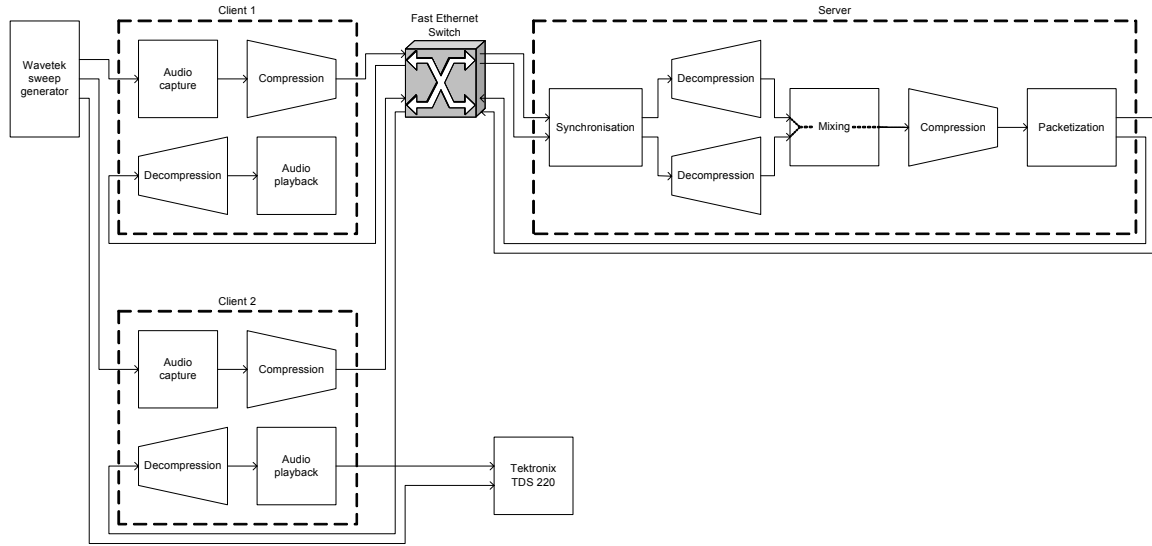 Client 1
Fast Ethernet
Switch
Server
Wavetek
sweep
generator
Audio
capture
Compression
Decompression
Audio
playback
Synchronisation
Decompression
Decompression
Mixing
Compression
Packetization
Client 2
Audio
capture
Compression
Decompression
Audio
playback
Tektronix
TDS 220